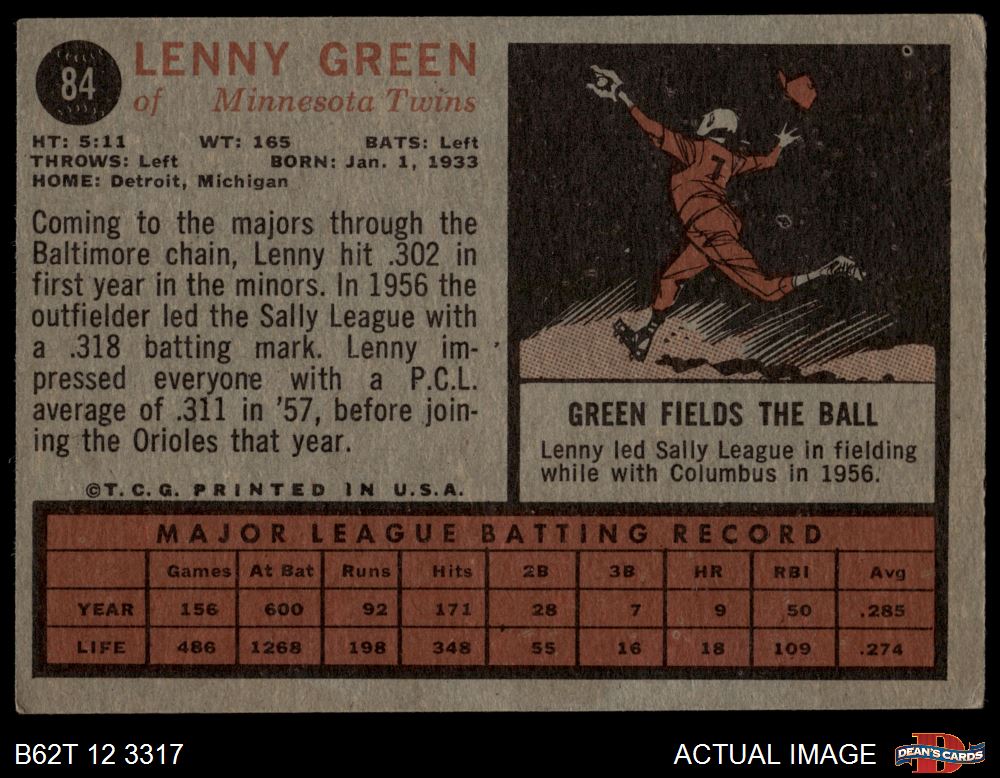 84
LENNY GREEN
of Minnesota Twins
HT: 5:11 WT: 165 BATS: Left
THROWS: Left BORN: Jan. 1, 1933
HOME: Detroit, Michigan
Coming to the majors through the
Baltimore chain, Lenny hit .302 in
first year in the minors. In 1956 the
outfielder led the Sally League with
a .318 batting mark. Lenny im-
pressed everyone with a P.C.L.
average of .311 in '57, before join-
ing the Orioles that year.
©T.C.G. PRINTED IN U.S.A.
7
GREEN FIELDS THE BALL
Lenny led Sally League in fielding
while with Columbus in 1956.
MAJOR LEAGUE BATTING RECORD
Games At Bat Runs Hits 2B 3B HR RBI Avg
YEAR 156 600 92 171 28 7 9 50 .285
LIFE 486 1268 198 348 55 16 18 109 .274
B62T 12 3317
ACTUAL IMAGE
DEAN'S CARDS